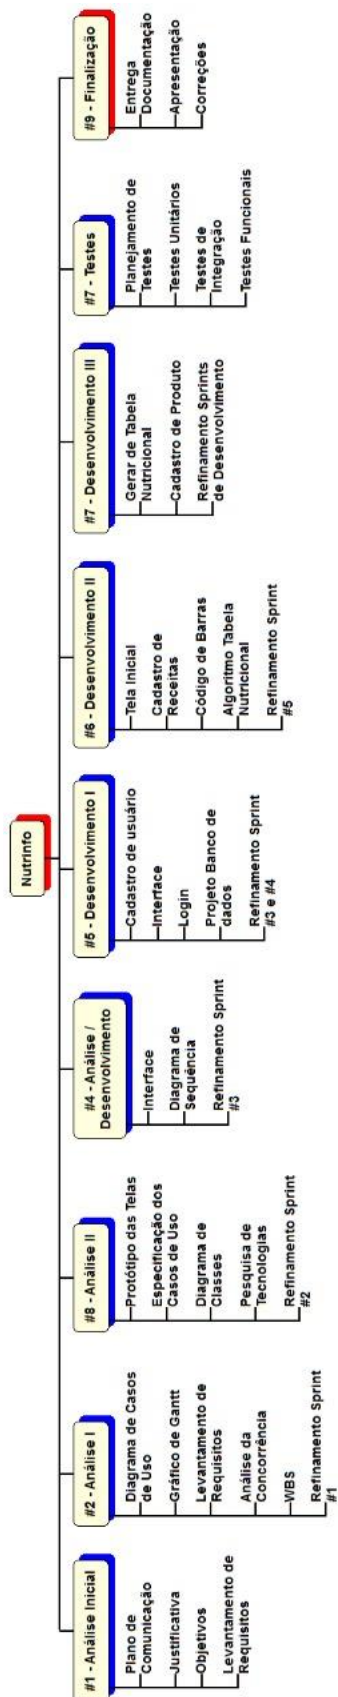 Nutrinfo
#1 - Análise Inicial
Plano de
Comunicação
Justificativa
Objetivos
Levantamento de
Requisitos
#2 - Análise I
Diagrama de Casos
de Uso
Gráfico de Gantt
Levantamento de
Requisitos
Análise da
Concorrência
WBS
Refinamento Sprint
#1
#8 - Análise II
Protótipo das Telas
Especificação dos
Casos de Uso
Diagrama de
Classes
Pesquisa de
Tecnologias
Refinamento Sprint
#2
#4 - Análise /
Desenvolvimento
Interface
Diagrama de
Sequência
Refinamento Sprint
#3
#5 - Desenvolvimento I
Cadastro de usuário
Interface
Login
Projeto Banco de
dados
Refinamento Sprint
#3 e #4
#6 - Desenvolvimento II
Tela Inicial
Cadastro de
Receitas
Código de Barras
Algoritmo Tabela
Nutricional
Refinamento Sprint
#5
#7 - Desenvolvimento III
Gerar de Tabela
Nutricional
Cadastro de Produto
Refinamento Sprints
de Desenvolvimento
#7 - Testes
Planejamento de
Testes
Testes Unitários
Testes de
Integração
Testes Funcionais
#9 - Finalização
Entrega
Documentação
Apresentação
Correções